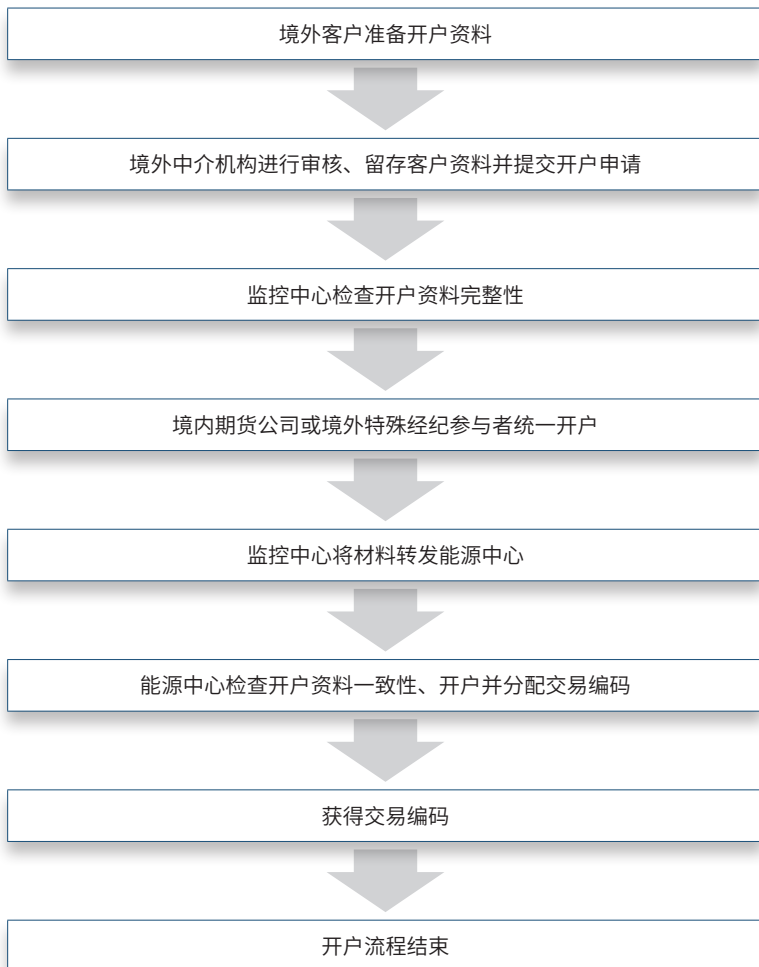 境外客户准备开户资料
境外中介机构进行审核、留存客户资料并提交开户申请
监控中心检查开户资料完整性
境内期货公司或境外特殊经纪参与者统一开户
监控中心将材料转发能源中心
能源中心检查开户资料一致性、开户并分配交易编码
获得交易编码
开户流程结束